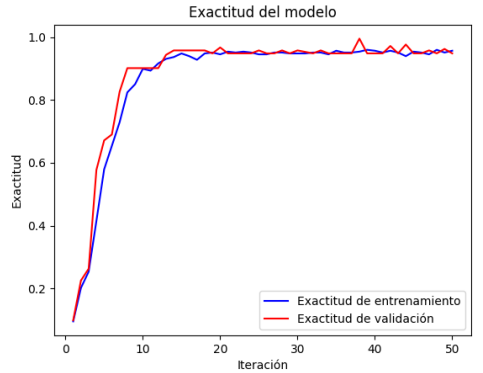 Exactitud del modelo
1.0
0.8
0.6
0.4
0.2
Exactitud
Exactitud de entrenamiento
Exactitud de validación
0
10
20
30
40
50
Iteración